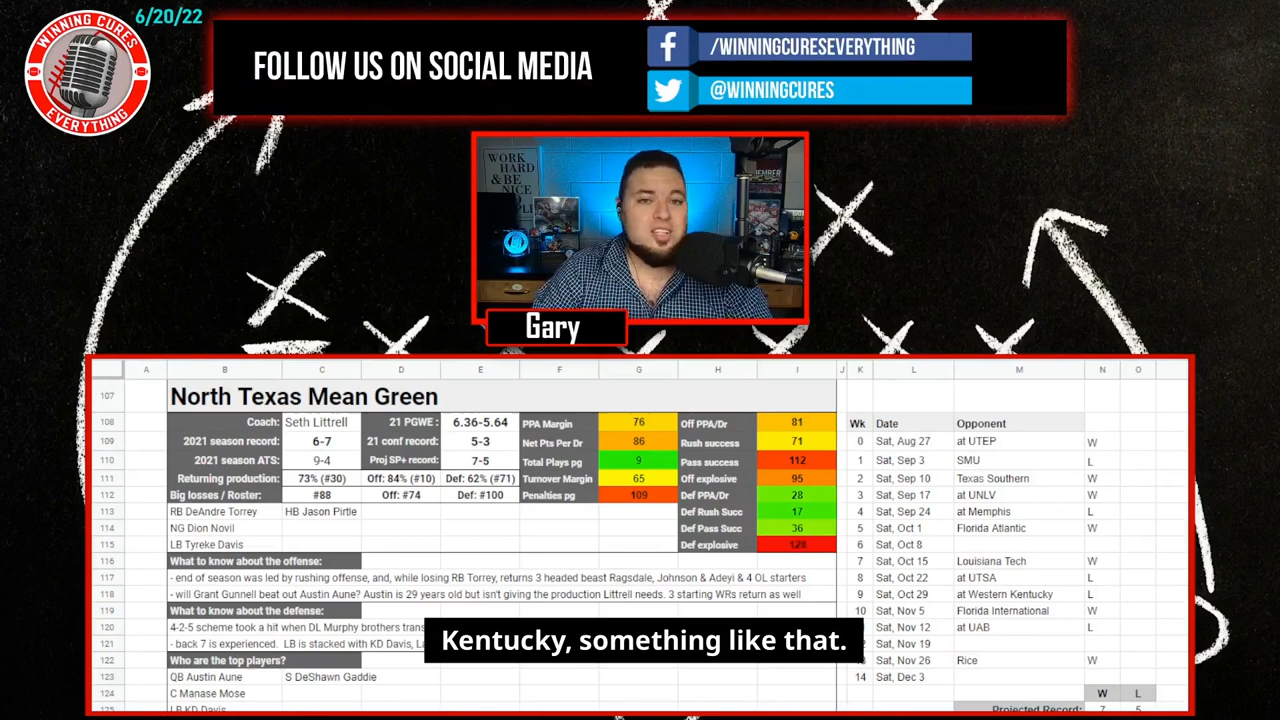 6/20/22
WINNING CURES
EVERYTHING
FOLLOW US ON SOCIAL MEDIA
/WINNINGCURESEVERYTHING
@WINNINGCURES
WORK
HARD
& BE
NICE
Gary
A B C D E F G H I J K L M N O
107 North Texas Mean Green
108 Coach: Seth Littrell 21 PGWE : 6.36-5.64 PPA Margin 76 Off PPA/Dr 81 Wk Date Opponent
109 2021 season record: 6-7 21 conf record: 5-3 Net Pts Per Dr 86 Rush success 71 0 Sat, Aug 27 at UTEP W
110 2021 season ATS: 9-4 Proj SP+ record: 7-5 Total Plays pg 9 Pass success 112 1 Sat, Sep 3 SMU L
111 Returning production: 73% (#30) Off: 84% (#10) Def: 62% (#71) Turnover Margin 65 Off explosive 95 2 Sat, Sep 10 Texas Southern W
112 Big losses / Roster: #88 Off: #74 Def: #100 Penalties pg 109 Def PPA/Dr 28 3 Sat, Sep 17 at UNLV W
113 RB DeAndre Torrey HB Jason Pirtle Def Rush Succ 17 4 Sat, Sep 24 at Memphis L
114 NG Dion Novil Def Pass Succ 36 5 Sat, Oct 1 Florida Atlantic W
115 LB Tyreke Davis Def explosive 129 6 Sat, Oct 8
116 What to know about the offense: 7 Sat, Oct 15 Louisiana Tech W
117 - end of season was led by rushing offense, and, while losing RB Torrey, returns 3 headed beast Ragsdale, Johnson & Adeyi & 4 OL starters 8 Sat, Oct 22 at UTSA L
118 - will Grant Gunnell beat out Austin Aune? Austin is 29 years old but isn't giving the production Littrell needs. 3 starting WRs return as well 9 Sat, Oct 29 at Western Kentucky L
119 What to know about the defense: 10 Sat, Nov 5 Florida International W
120 4-2-5 scheme took a hit when DL Murphy brothers Sat, Nov 12 at UAB L
121 - back 7 is experienced. LB is stacked with KD Davis, Sat, Nov 19
Kentucky, something like that.
122 Who are the top players? Sat, Nov 26 Rice W
123 QB Austin Aune S DeShawn Gaddie 14 Sat, Dec 3
124 C Manase Mose W L
125 LB KD Davis Projected Record: 7 5